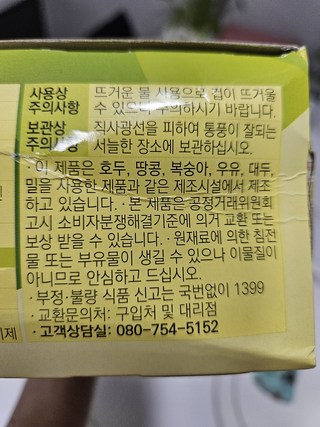 사용상 뜨거운 물 사용으로 컵이 뜨거울
주의사항 수 있으니 주의하시기 바랍니다.
보관상 직사광선을 피하여 통풍이 잘되는
주의사항 서늘한 장소에 보관하십시오.
· 이 제품은 호두, 땅콩, 복숭아, 우유, 대두,
밀을 사용한 제품과 같은 제조시설에서 제조
하고 있습니다. · 본 제품은 공정거래위원회
고시 소비자분쟁해결기준에 의거 교환 또는
보상 받을 수 있습니다. · 원재료에 의한 침전
물 또는 부유물이 생길 수 있으나 이물질이
아니므로 안심하고 드십시오.
· 부정·불량 식품 신고는 국번없이 1399
· 교환문의처: 구입처 및 대리점
· 고객상담실: 080-754-5152